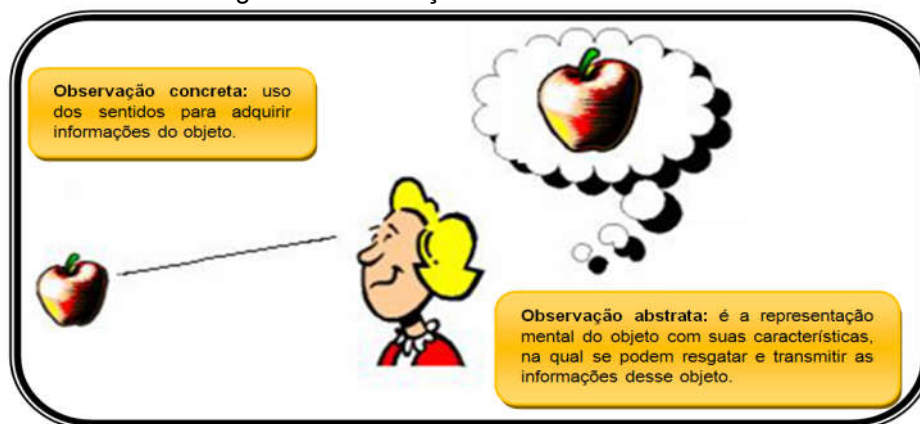 Observação concreta: uso
dos sentidos para adquirir
informações do objeto.
Observação abstrata: é a representação
mental do objeto com suas características,
na qual se podem resgatar e transmitir as
informações desse objeto.